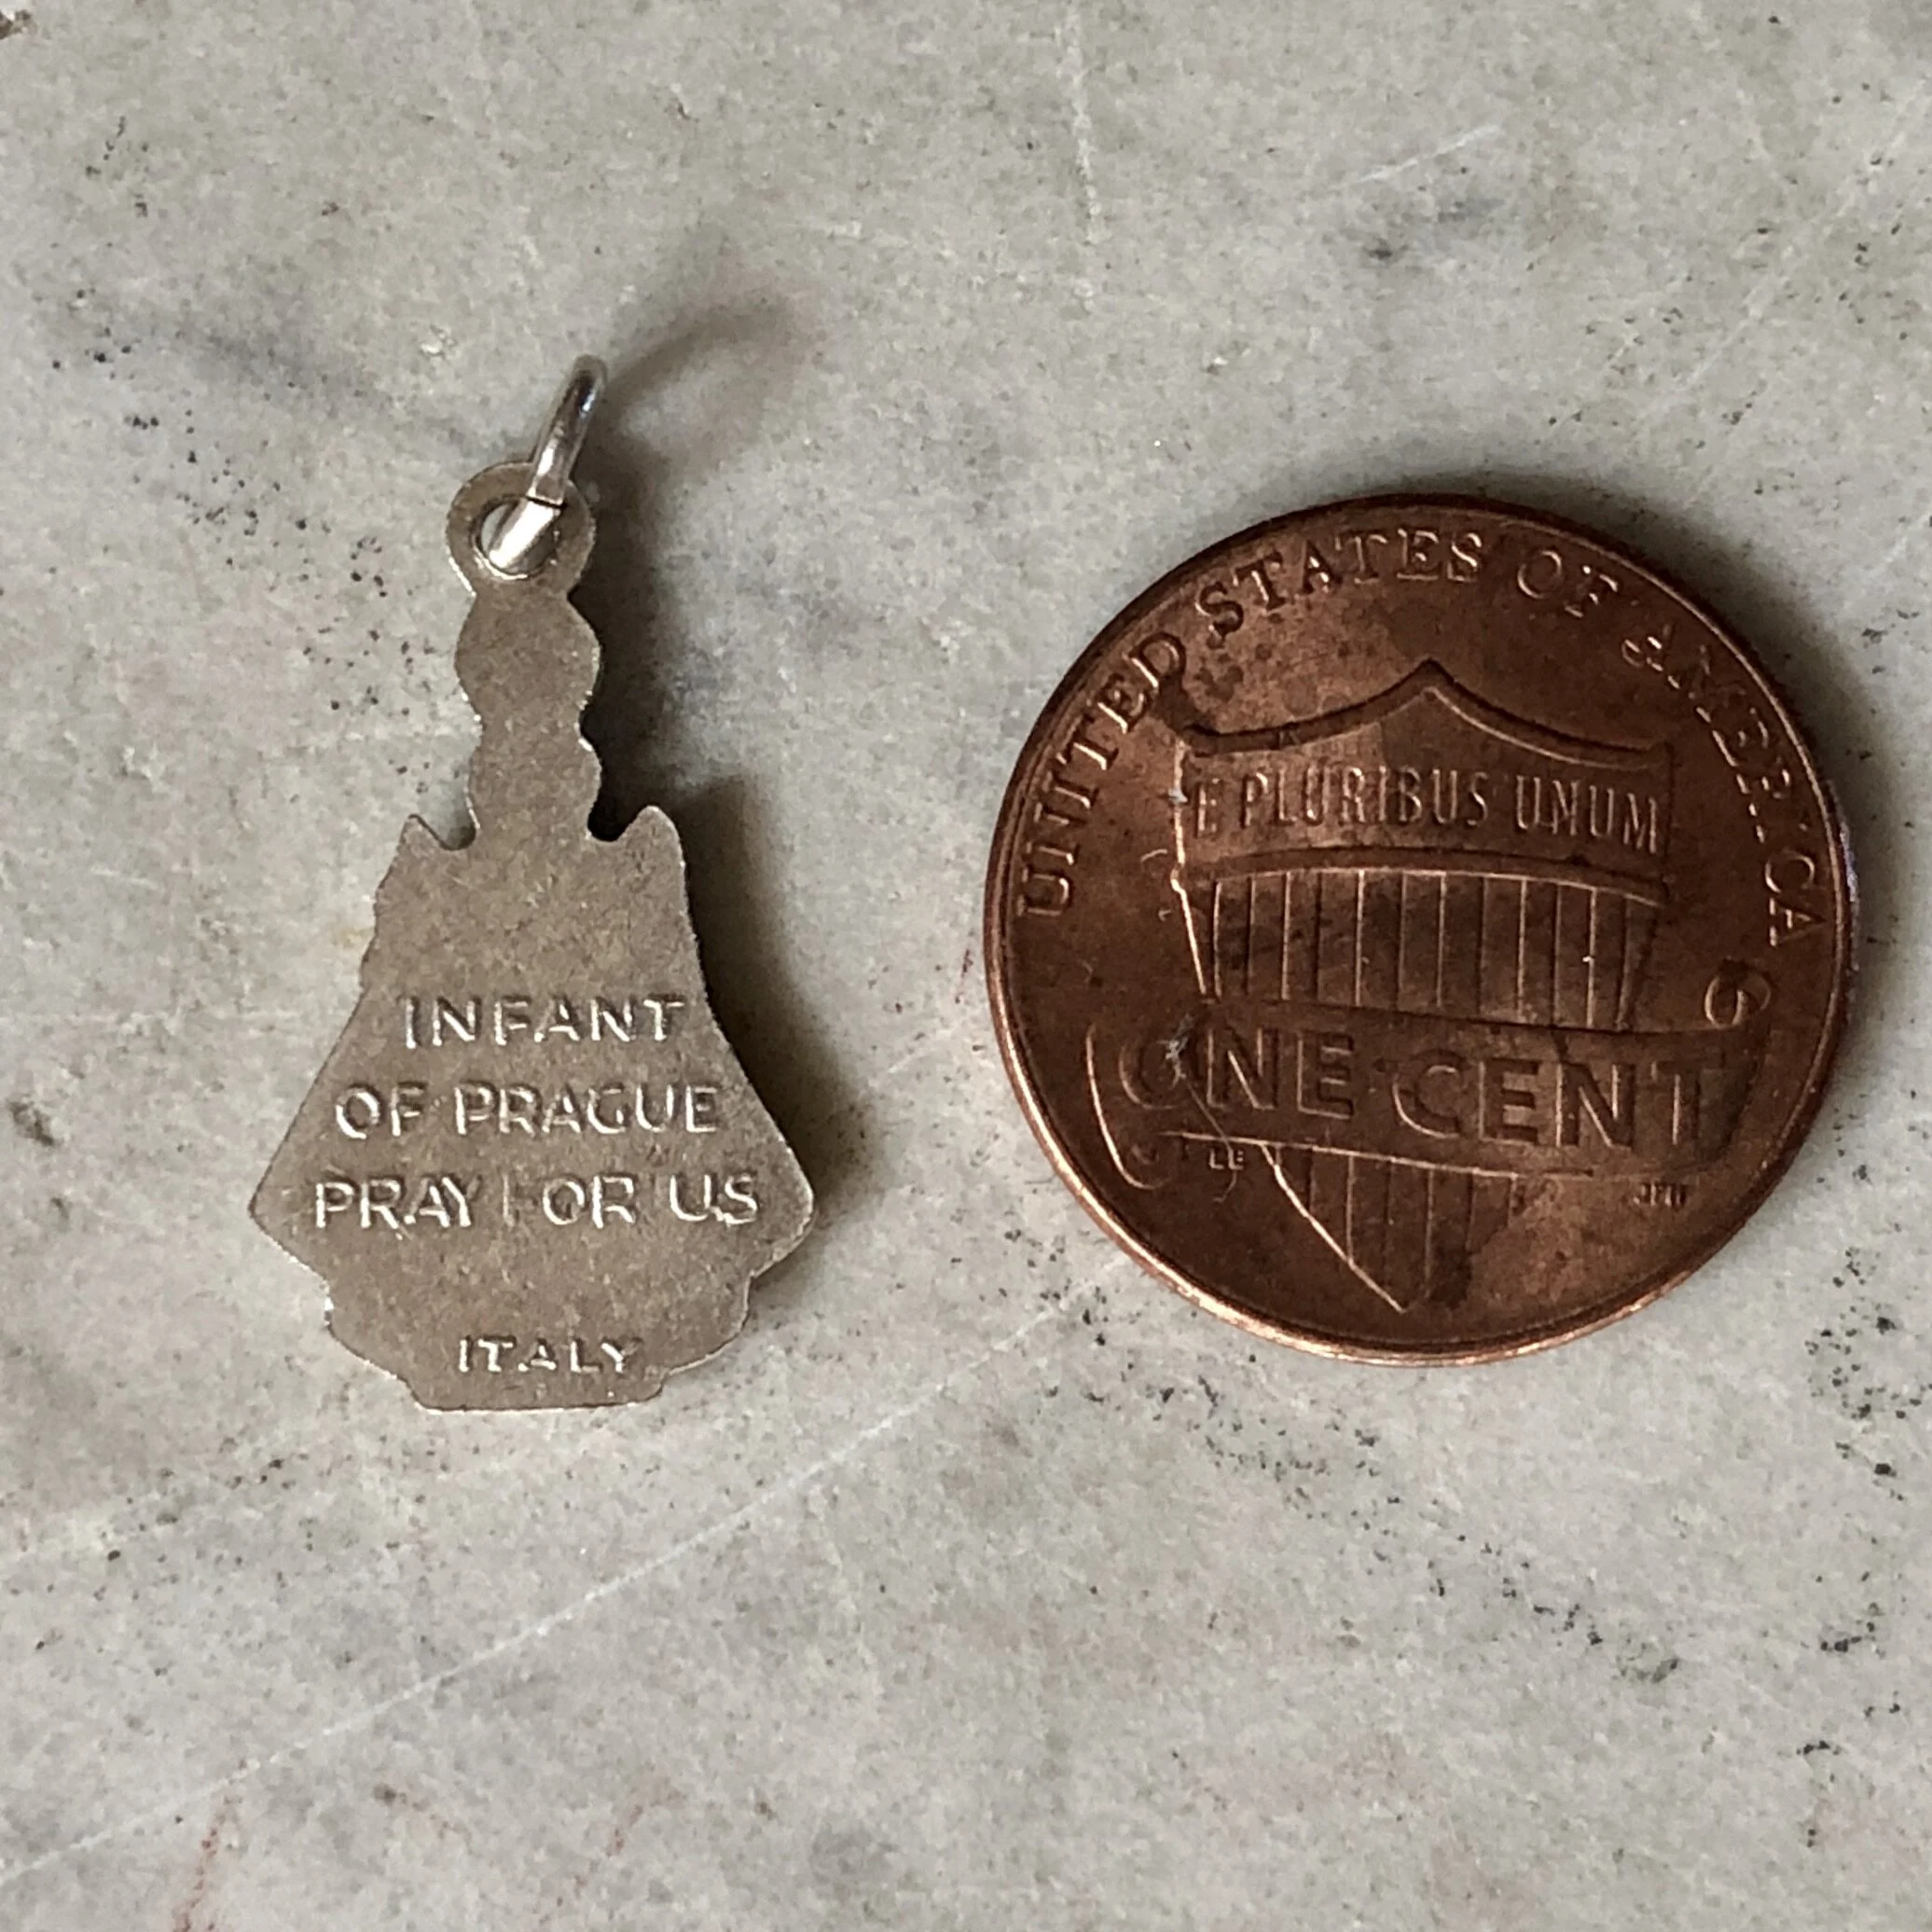 INFANT
OF PRAGUE
PRAY FOR US
ITALY
UNITED STATES OF AMERICA
E PLURIBUS UNUM
ONE CENT